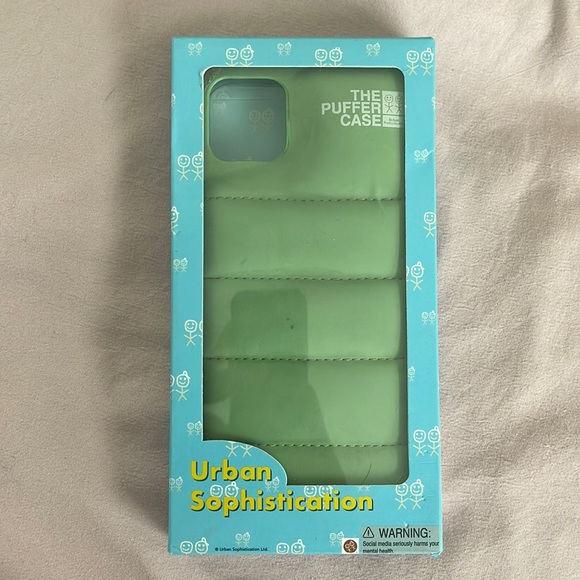 THE
PUFFER
CASE
Urban
Sophistication
© Urban Sophistication Ltd.
⚠ WARNING:
Social media seriously harms your
mental health.